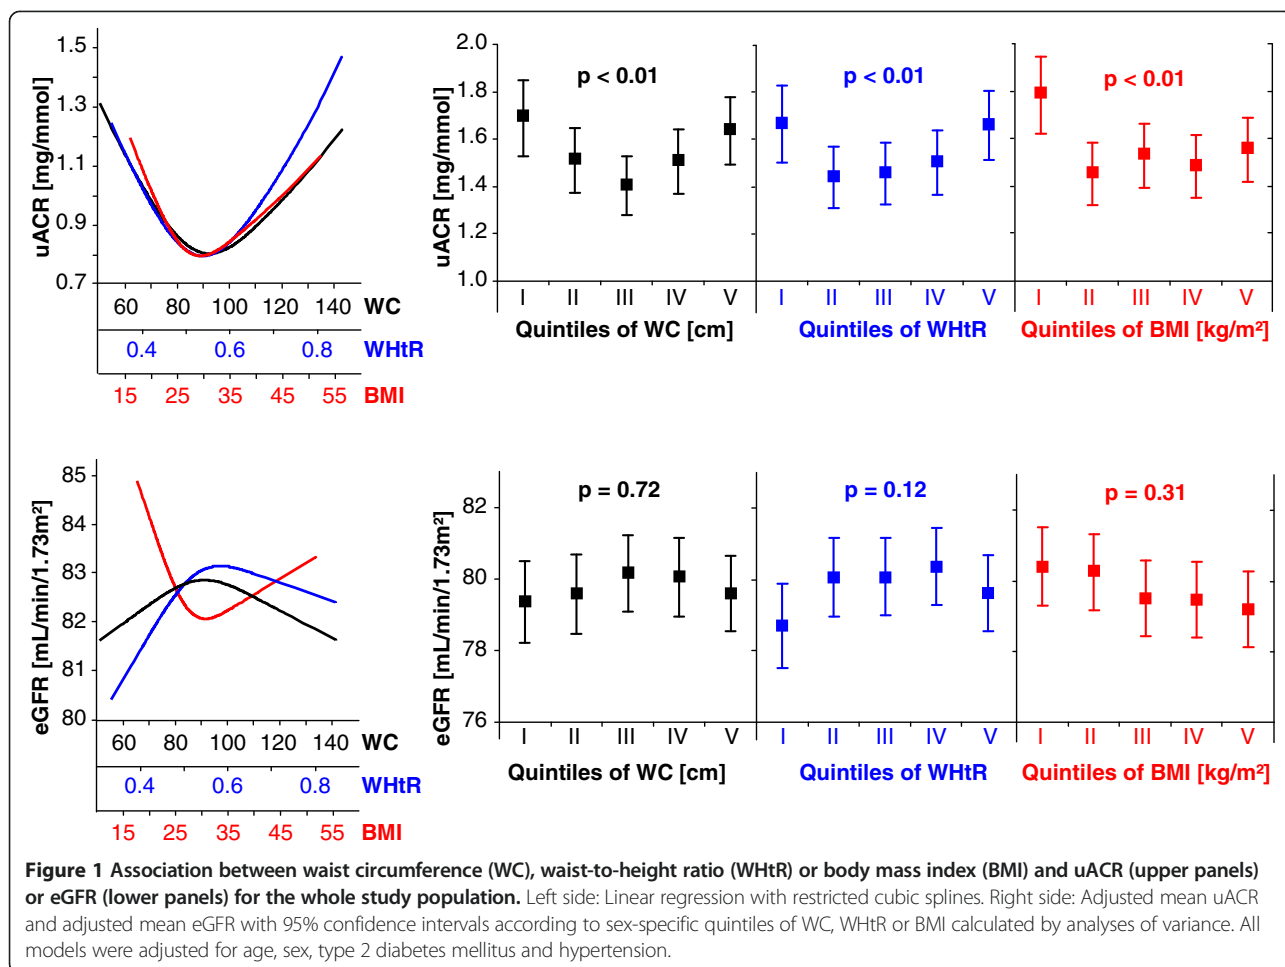 1.5
1.3
1.1
0.9
0.7
uACR [mg/mmol]
60 80 100 120 140 WC
0.4 0.6 0.8 WHtR
15 25 35 45 55 BMI
2.0
1.8
1.6
1.4
1.2
1.0
uACR [mg/mmol]
p < 0.01
p < 0.01
p < 0.01
I II III IV V
I II III IV V
I II III IV V
Quintiles of WC [cm]
Quintiles of WHtR
Quintiles of BMI [kg/m²]
85
84
83
82
81
80
eGFR [mL/min/1.73m²]
60 80 100 120 140 WC
0.4 0.6 0.8 WHtR
15 25 35 45 55 BMI
82
80
78
76
eGFR [mL/min/1.73m²]
p = 0.72
p = 0.12
p = 0.31
I II III IV V
I II III IV V
I II III IV V
Quintiles of WC [cm]
Quintiles of WHtR
Quintiles of BMI [kg/m²]
Figure 1 Association between waist circumference (WC), waist-to-height ratio (WHtR) or body mass index (BMI) and uACR (upper panels)
or eGFR (lower panels) for the whole study population. Left side: Linear regression with restricted cubic splines. Right side: Adjusted mean uACR
and adjusted mean eGFR with 95% confidence intervals according to sex-specific quintiles of WC, WHtR or BMI calculated by analyses of variance. All
models were adjusted for age, sex, type 2 diabetes mellitus and hypertension.